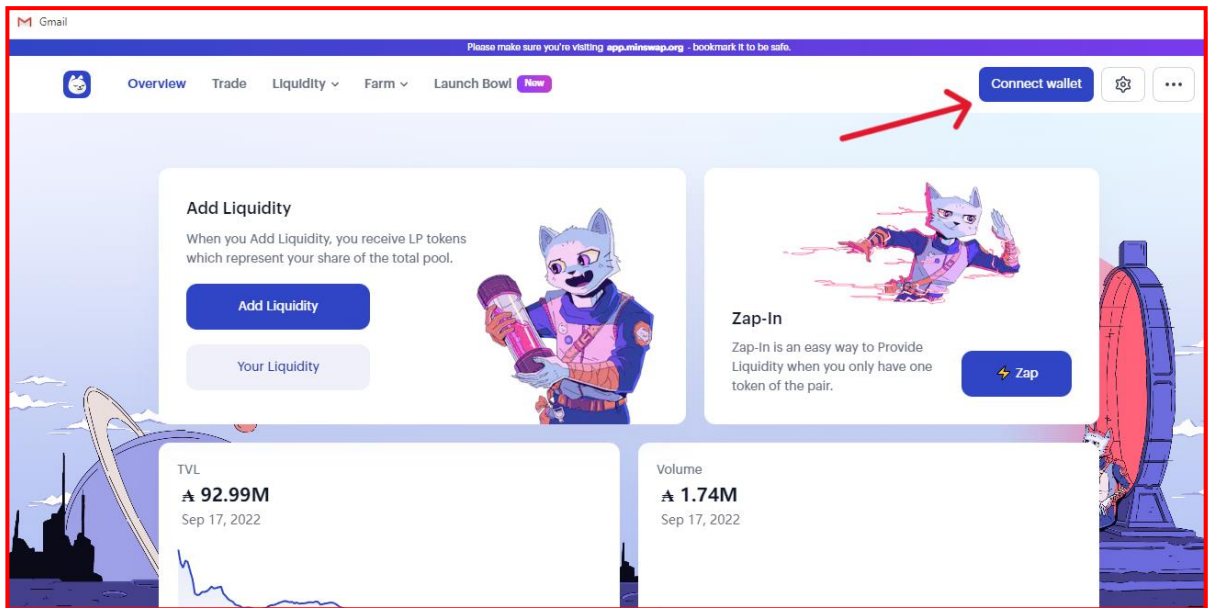 Gmail
Please make sure you're visiting app.minswap.org - bookmark it to be safe.
Overview Trade Liquidity Farm Launch Bowl New Connect wallet
Add Liquidity
When you Add Liquidity, you receive LP tokens
which represent your share of the total pool.
Add Liquidity
Your Liquidity
Zap-In
Zap-In is an easy way to Provide
Liquidity when you only have one
token of the pair.
Zap
TVL
₳ 92.99M
Sep 17, 2022
Volume
₳ 1.74M
Sep 17, 2022